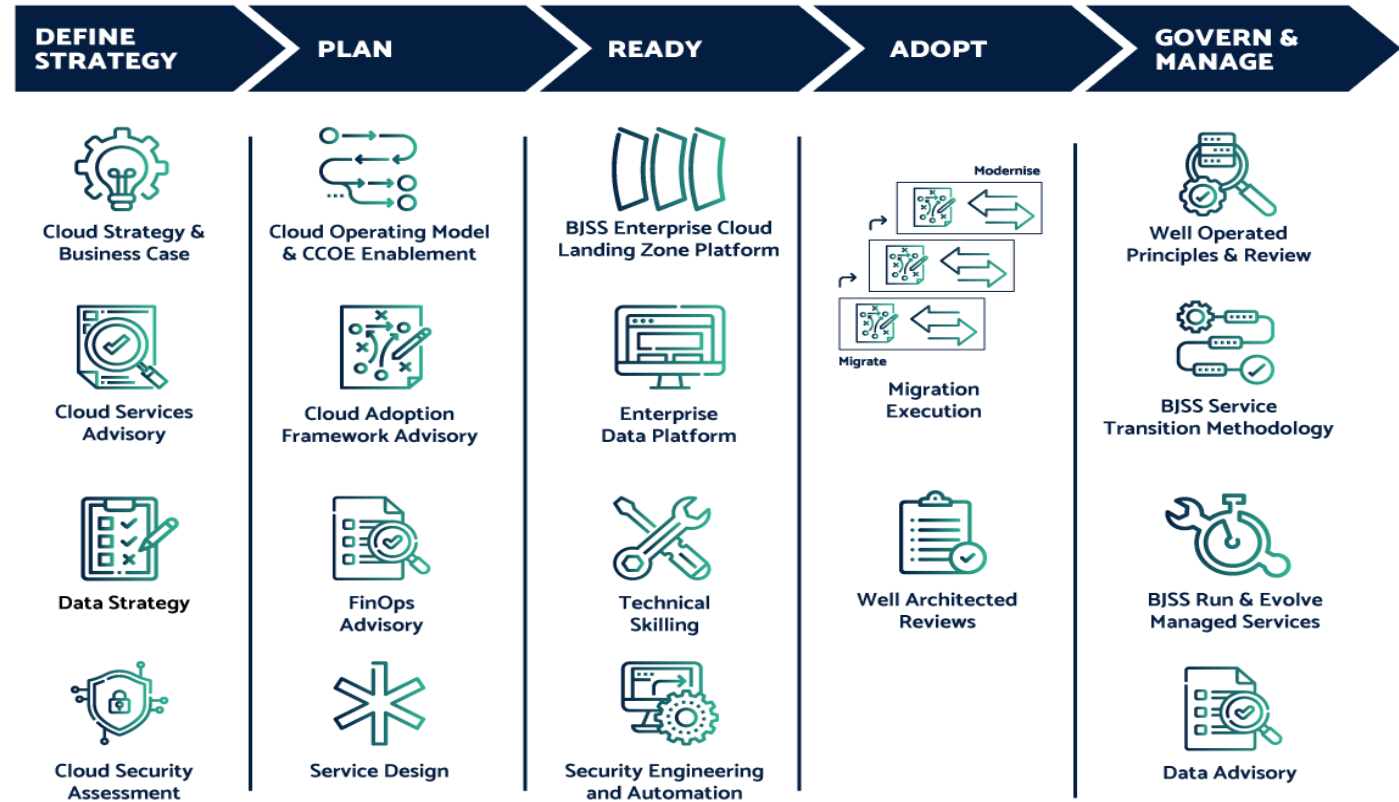 DEFINE
STRATEGY
PLAN
READY
ADOPT
GOVERN &
MANAGE
Cloud Strategy &
Business Case
Cloud Services
Advisory
Data Strategy
Cloud Security
Assessment
Cloud Operating Model
& CCOE Enablement
Cloud Adoption
Framework Advisory
FinOps
Advisory
Service Design
BJSS Enterprise Cloud
Landing Zone Platform
Enterprise
Data Platform
Technical
Skilling
Security Engineering
and Automation
Modernise
Migrate
Migration
Execution
Well Architected
Reviews
Well Operated
Principles & Review
BJSS Service
Transition Methodology
BJSS Run & Evolve
Managed Services
Data Advisory